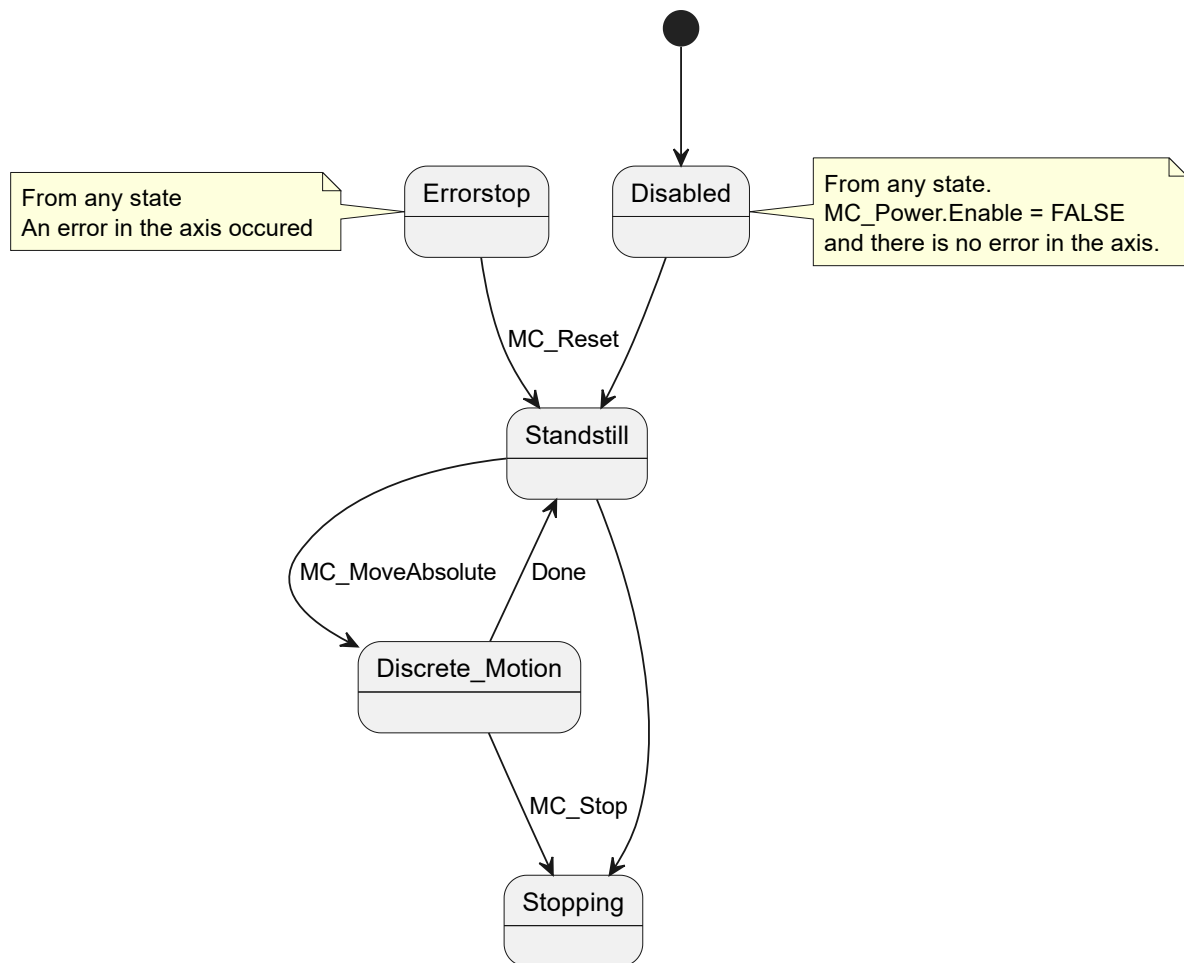 From any state
An error in the axis occured
Errorstop
Disabled
From any state.
MC_Power.Enable = FALSE
and there is no error in the axis.
MC_Reset
Standstill
MC_MoveAbsolute
Done
Discrete_Motion
MC_Stop
Stopping